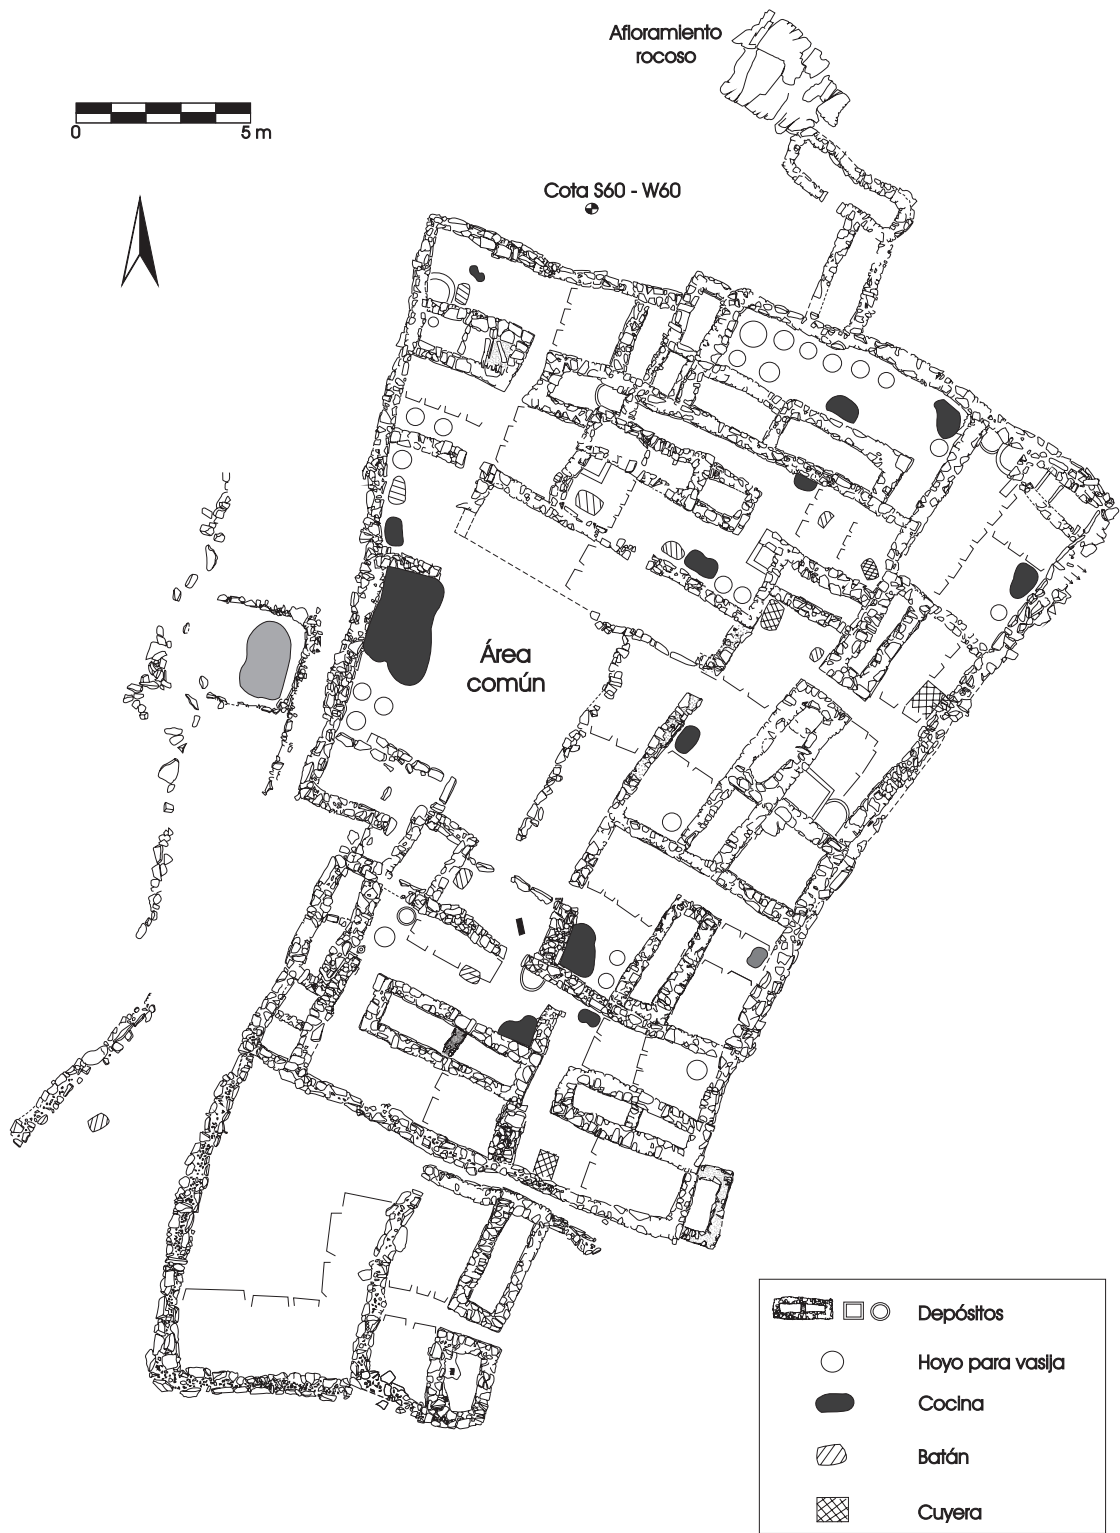 Afloramiento
rocoso
0 5 m
Cota S60 - W60
Área
común
Depósitos
Hoyo para vasija
Cocina
Batán
Cuyera